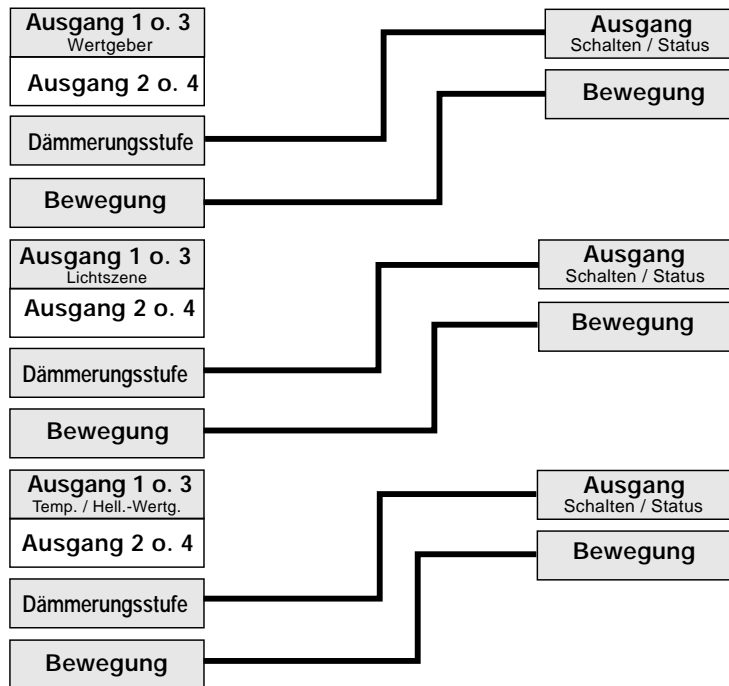 Ausgang 1 o. 3
Wertgeber
Ausgang 2 o. 4
Dämmerungsstufe
Bewegung
Ausgang
Schalten / Status
Bewegung
Ausgang 1 o. 3
Lichtszene
Ausgang 2 o. 4
Dämmerungsstufe
Bewegung
Ausgang
Schalten / Status
Bewegung
Ausgang 1 o. 3
Temp. / Hell.-Wertg.
Ausgang 2 o. 4
Dämmerungsstufe
Bewegung
Ausgang
Schalten / Status
Bewegung